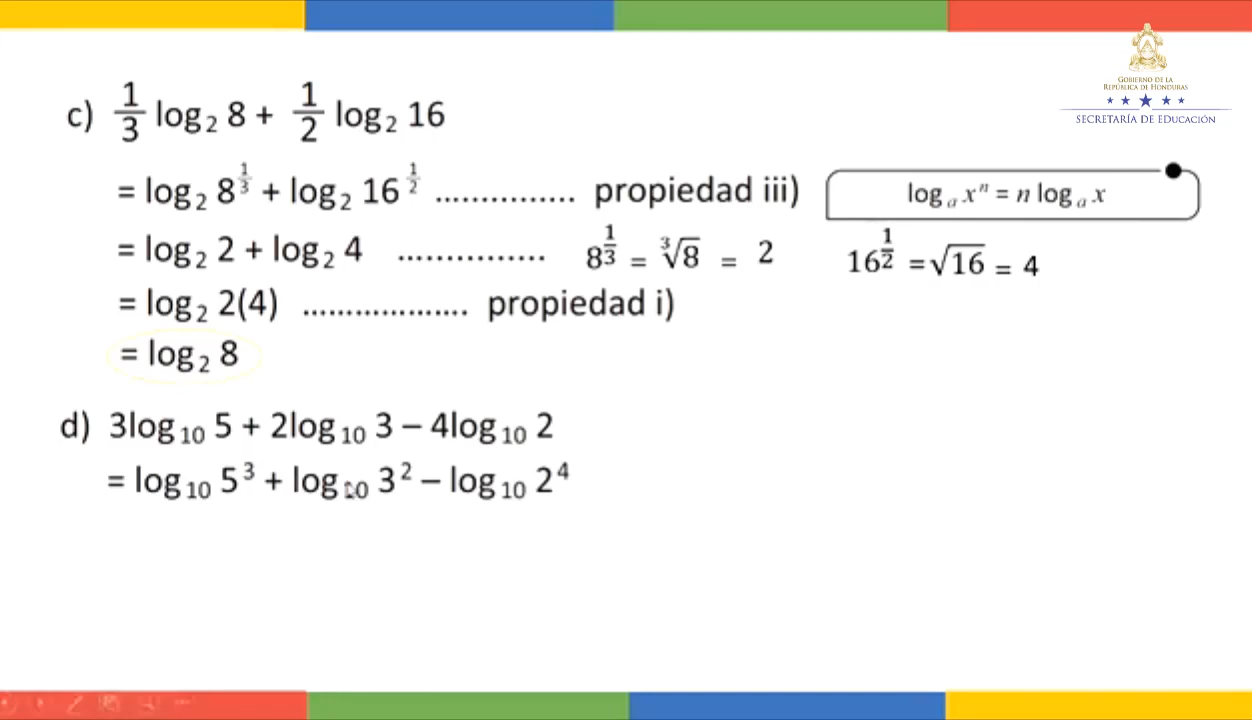 GOBIERNO DE LA
REPÚBLICA DE HONDURAS
SECRETARÍA DE EDUCACIÓN
c) 1/3 log₂ 8 + 1/2 log₂ 16
= log₂ 8^(1/3) + log₂ 16^(1/2) ............... propiedad iii) logₐ xⁿ = n logₐ x
= log₂ 2 + log₂ 4 ............... 8^(1/3) = ∛8 = 2 16^(1/2) = √16 = 4
= log₂ 2(4) ................... propiedad i)
= log₂ 8
d) 3log₁₀ 5 + 2log₁₀ 3 – 4log₁₀ 2
= log₁₀ 5³ + log₁₀ 3² – log₁₀ 2⁴